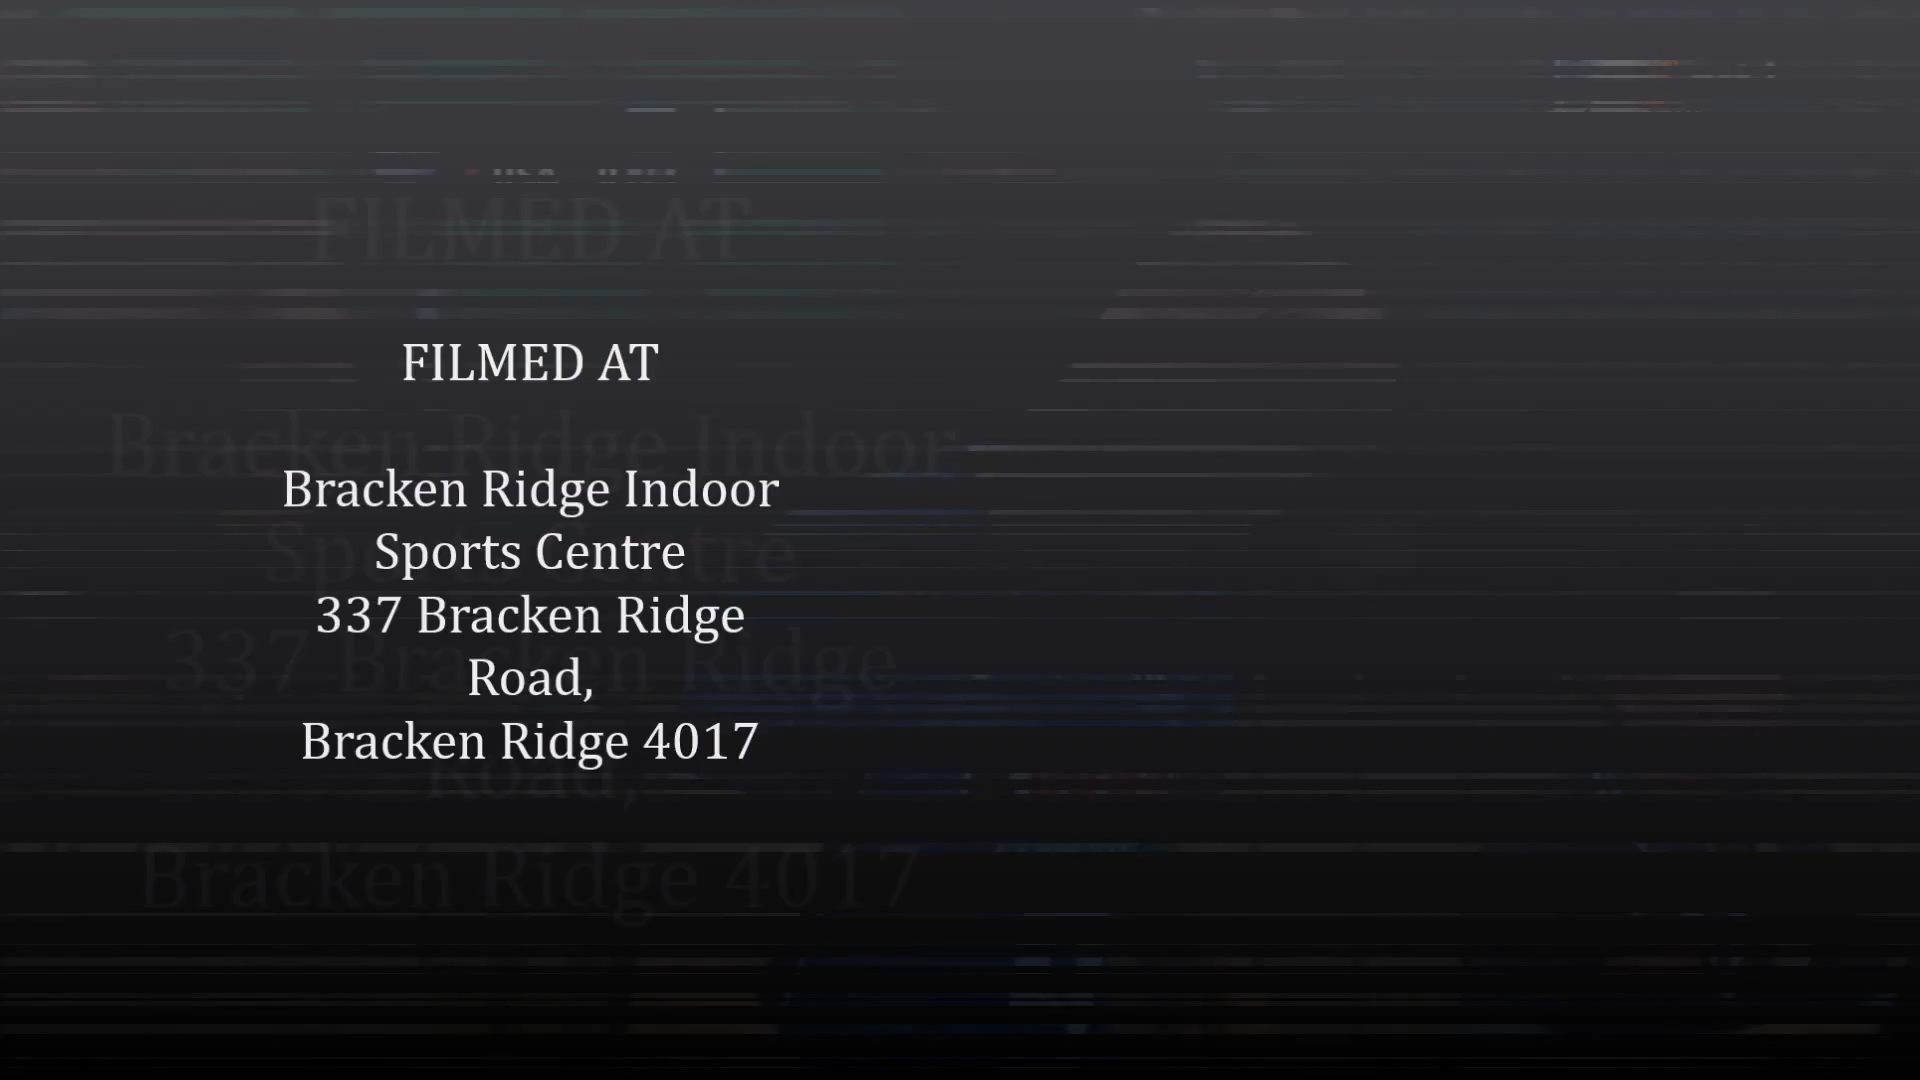 FILMED AT
Bracken Ridge Indoor
Sports Centre
337 Bracken Ridge
Road,
Bracken Ridge 4017